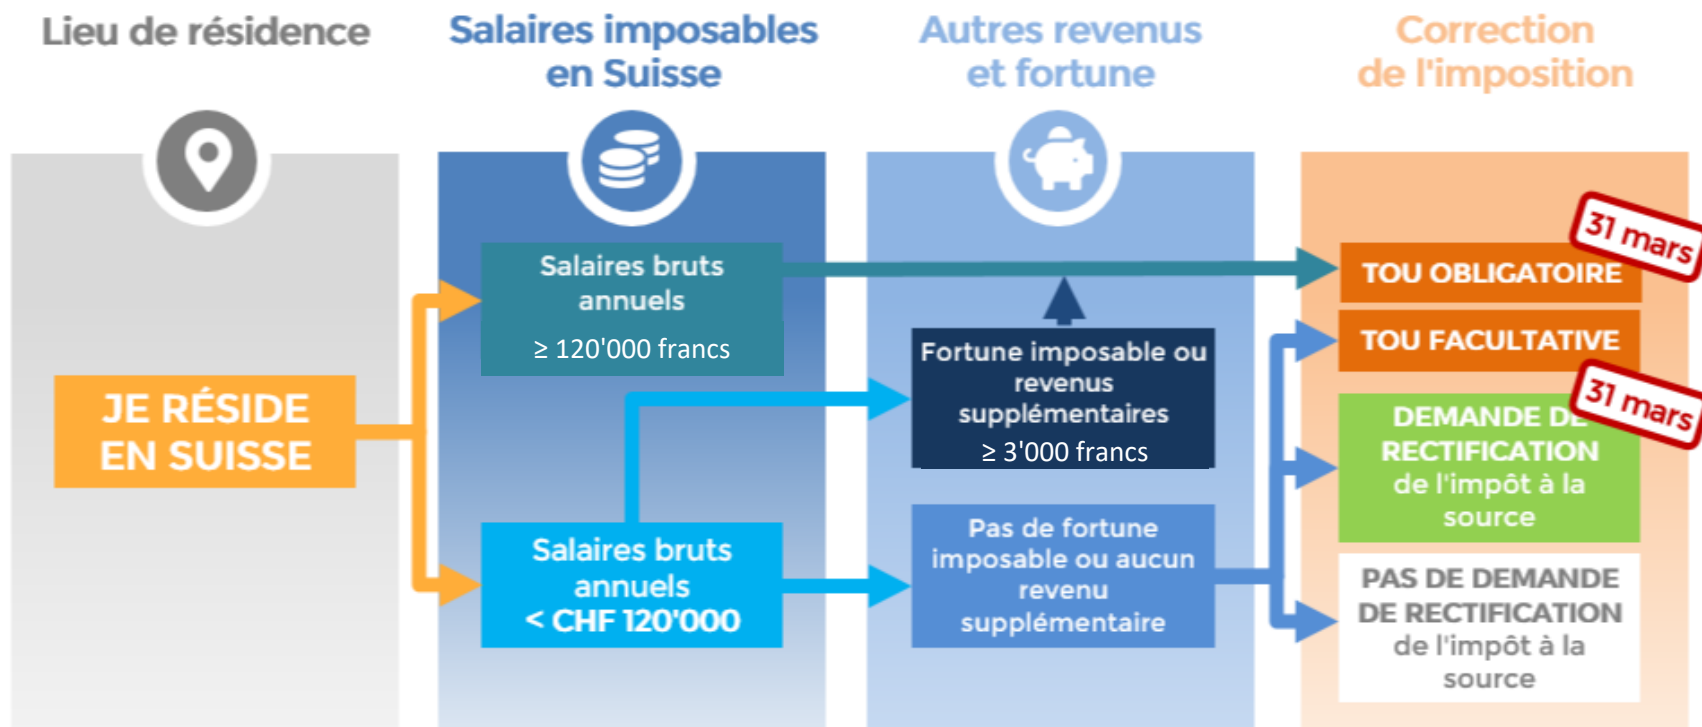 Lieu de résidence
Salaires imposables
en Suisse
Autres revenus
et fortune
Correction
de l'imposition
JE RÉSIDE
EN SUISSE
Salaires bruts
annuels
≥ 120'000 francs
Salaires bruts
annuels
< CHF 120'000
Fortune imposable ou
revenus
supplémentaires
≥ 3'000 francs
Pas de fortune
imposable ou aucun
revenu
supplémentaire
31 mars
TOU OBLIGATOIRE
TOU FACULTATIVE
31 mars
DEMANDE DE
RECTIFICATION
de l'impôt à la
source
PAS DE DEMANDE
DE RECTIFICATION
de l'impôt à la
source